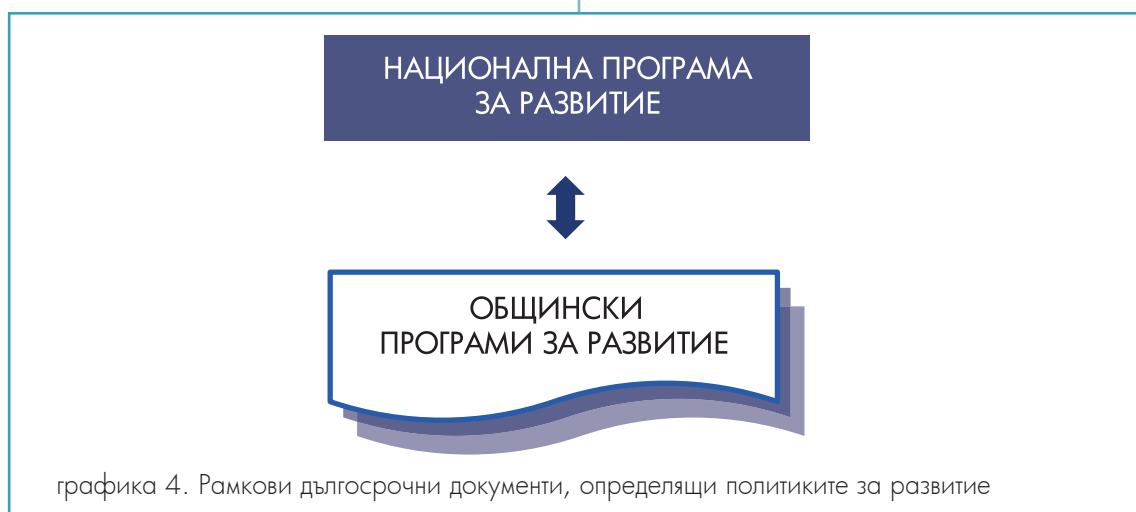 НАЦИОНАЛНА ПРОГРАМА
ЗА РАЗВИТИЕ
ОБЩИНСКИ
ПРОГРАМИ ЗА РАЗВИТИЕ
графика 4. Рамкови дългосрочни документи, определящи политиките за развитие